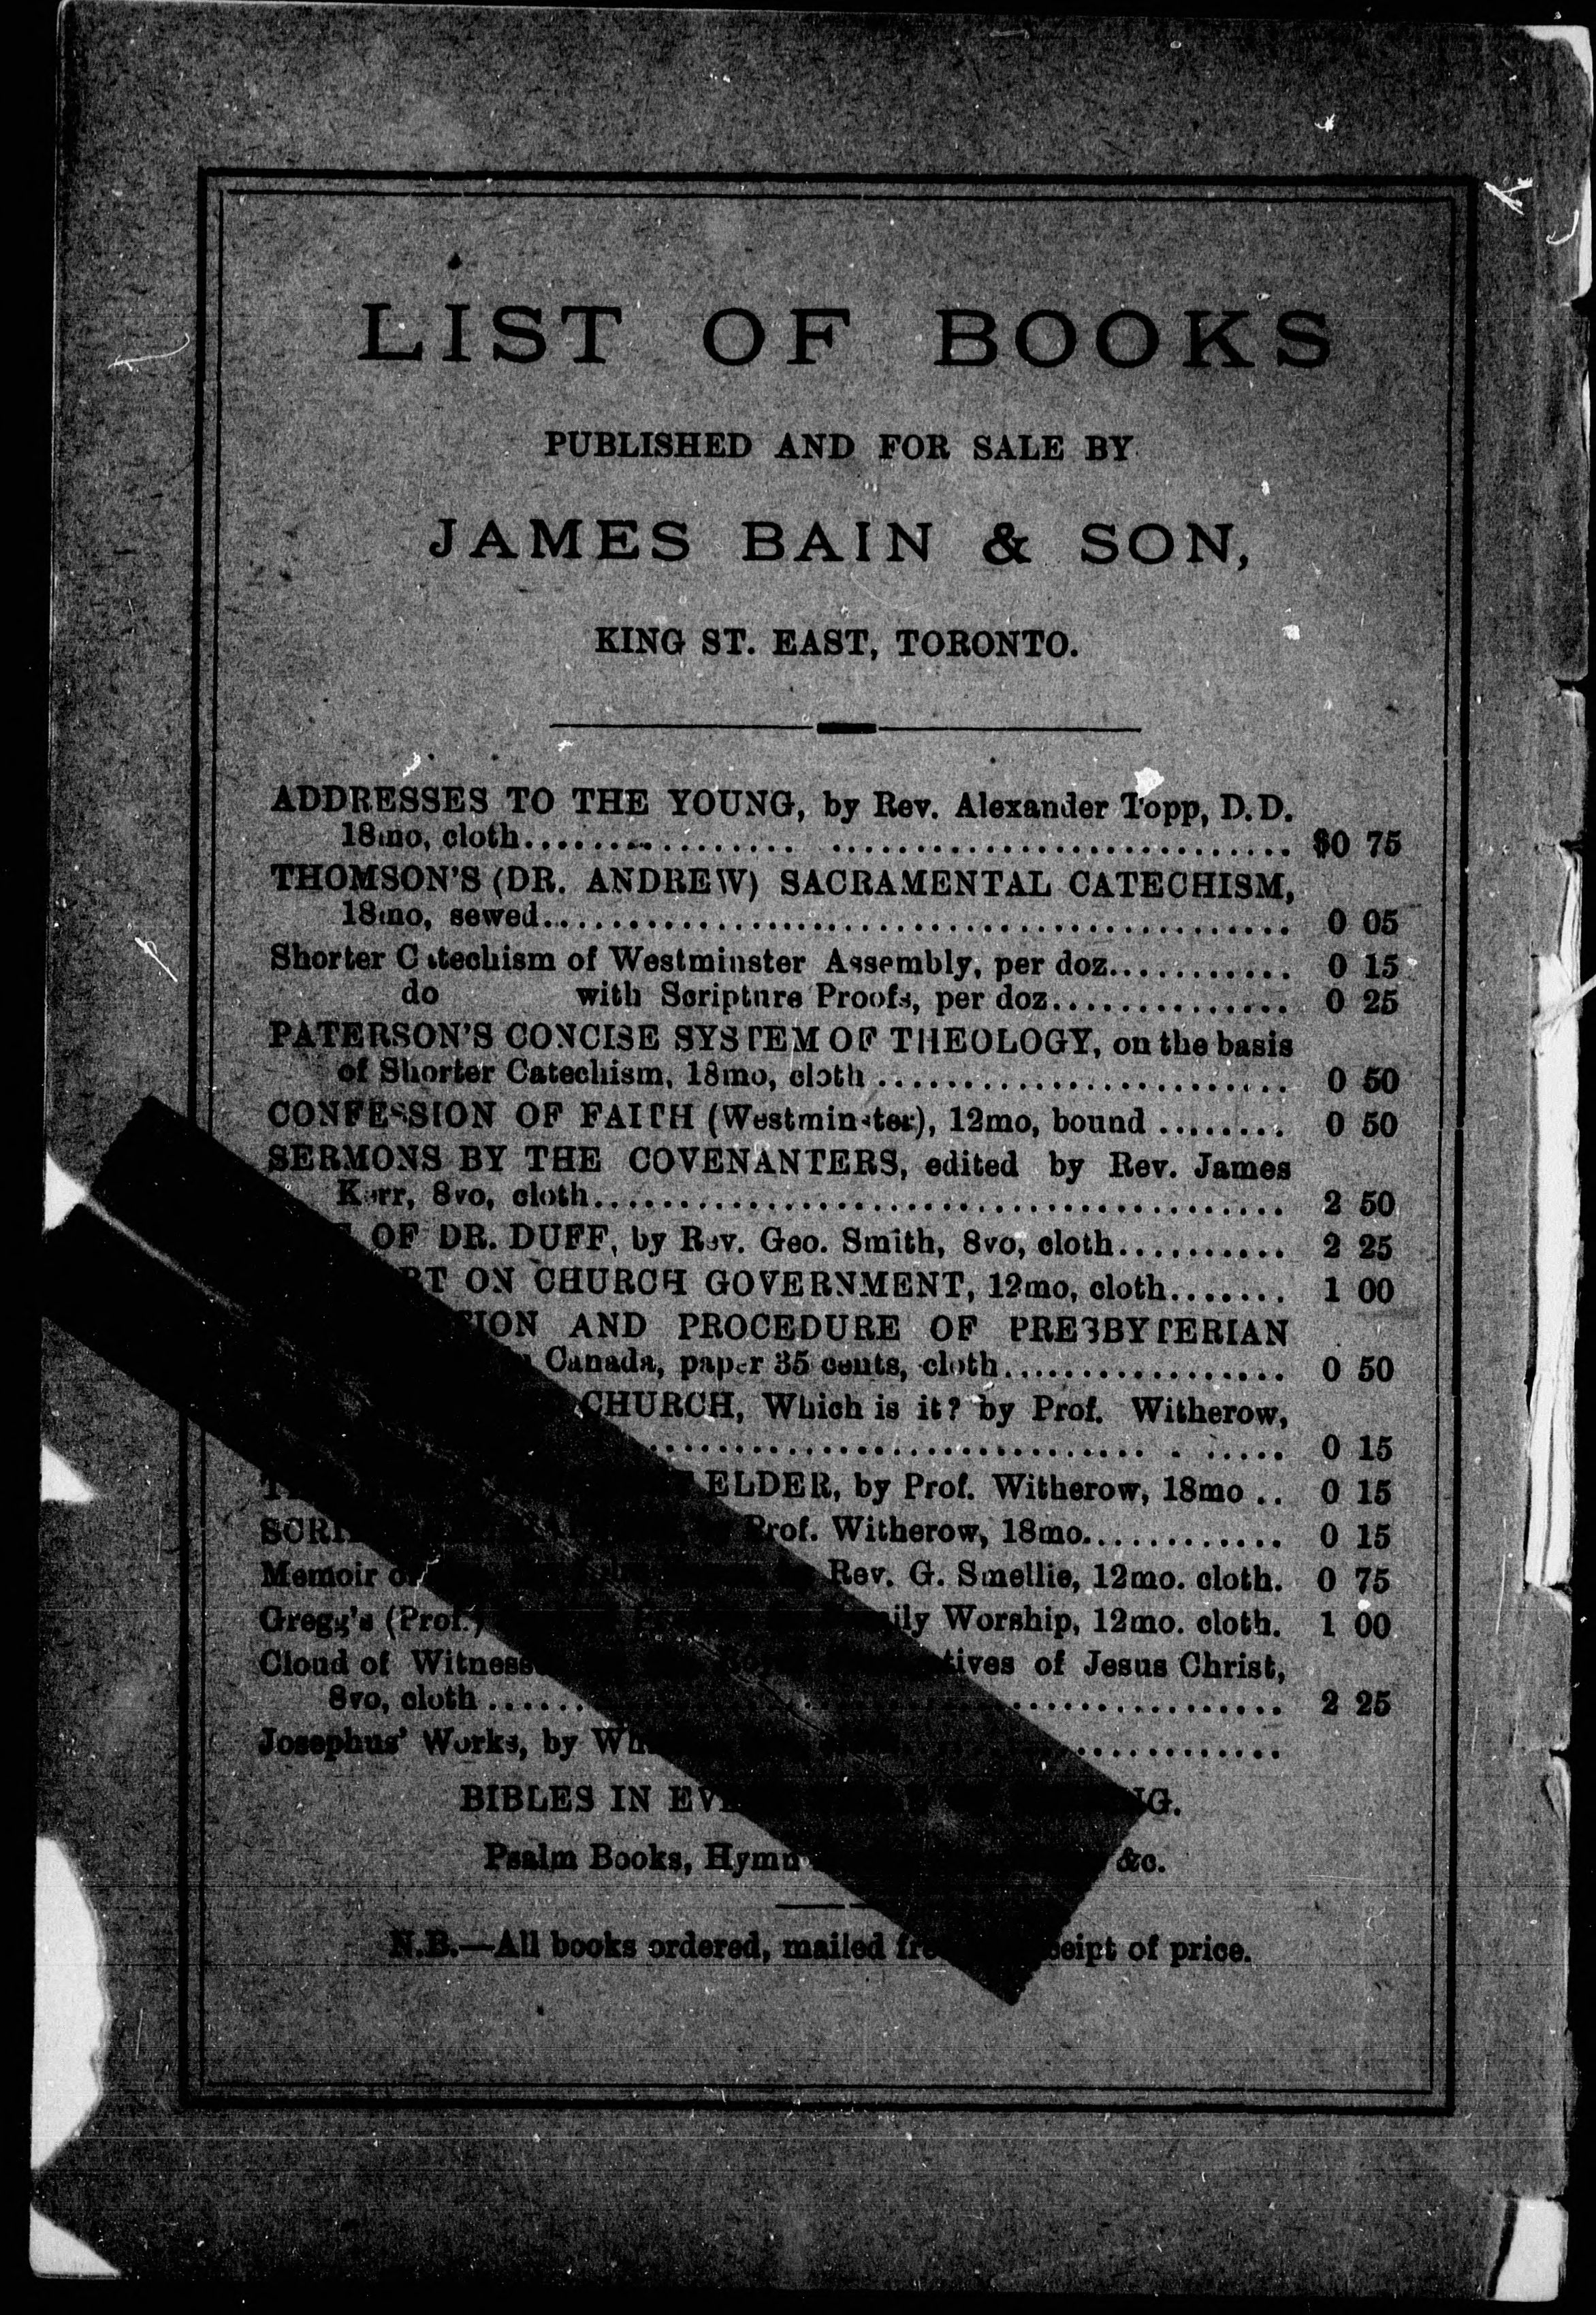 LIST OF BOOKS
PUBLISHED AND FOR SALE BY
JAMES BAIN & SON,
KING ST. EAST, TORONTO.
ADDRESSES TO THE YOUNG, by Rev. Alexander Topp, D.D.
18mo, cloth.............................. $0 75
THOMSON'S (DR. ANDREW) SACRAMENTAL CATECHISM,
18mo, sewed.............................. 0 05
Shorter Catechism of Westminster Assembly, per doz........... 0 15
do with Scripture Proofs, per doz.............. 0 25
PATERSON'S CONCISE SYSTEM OF THEOLOGY, on the basis
of Shorter Catechism, 18mo, cloth ........................ 0 50
CONFESSION OF FAITH (Westminster), 12mo, bound ........ 0 50
SERMONS BY THE COVENANTERS, edited by Rev. James
Kerr, 8vo, cloth.............................. 2 50
OF DR. DUFF, by Rev. Geo. Smith, 8vo, cloth.......... 2 25
ON CHURCH GOVERNMENT, 12mo, cloth....... 1 00
AND PROCEDURE OF PRESBYTERIAN
Canada, paper 35 cents, cloth................. 0 50
CHURCH, Which is it? by Prof. Witherow,
.............................. 0 15
ELDER, by Prof. Witherow, 18mo .. 0 15
Prof. Witherow, 18mo............ 0 15
Memoir of Rev. G. Smellie, 12mo. cloth. 0 75
Gregg's (Prof.) Worship, 12mo. cloth. 1 00
Cloud of of Jesus Christ,
8vo, cloth .............................. 2 25
Josephus' Works, by ..............
BIBLES IN
Psalm Books, Hymn &c.
N.B.—All books ordered, mailed of price.